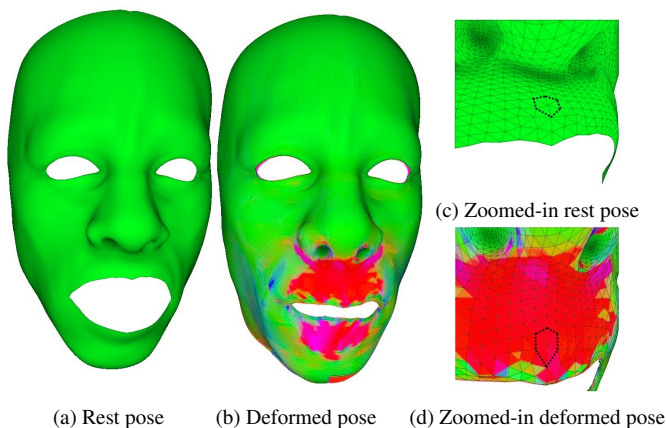 (c) Zoomed-in rest pose
(a) Rest pose
(b) Deformed pose
(d) Zoomed-in deformed pose